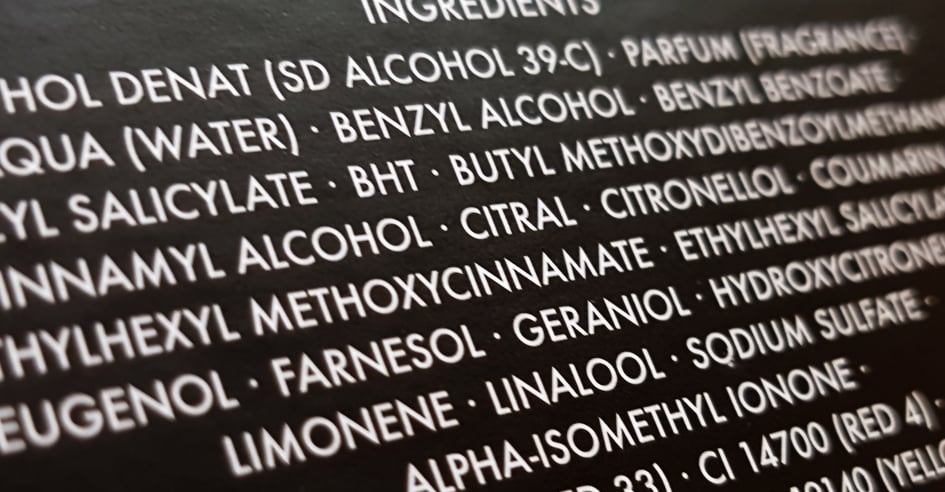 INGREDIENTS
HOL DENAT (SD ALCOHOL 39-C) · PARFUM (FRAGRANCE) ·
QUA (WATER) · BENZYL ALCOHOL · BENZYL BENZOATE ·
YL SALICYLATE · BHT · BUTYL METHOXYDIBENZOYLMETHAN
INNAMYL ALCOHOL · CITRAL · CITRONELLOL · COUMARIN
THYLHEXYL METHOXYCINNAMATE · ETHYLHEXYL SALICYLA
EUGENOL · FARNESOL · GERANIOL · HYDROXYCITRONE
LIMONENE · LINALOOL · SODIUM SULFATE ·
ALPHA-ISOMETHYL IONONE ·
33) · CI 14700 (RED 4) ·
(YELLO